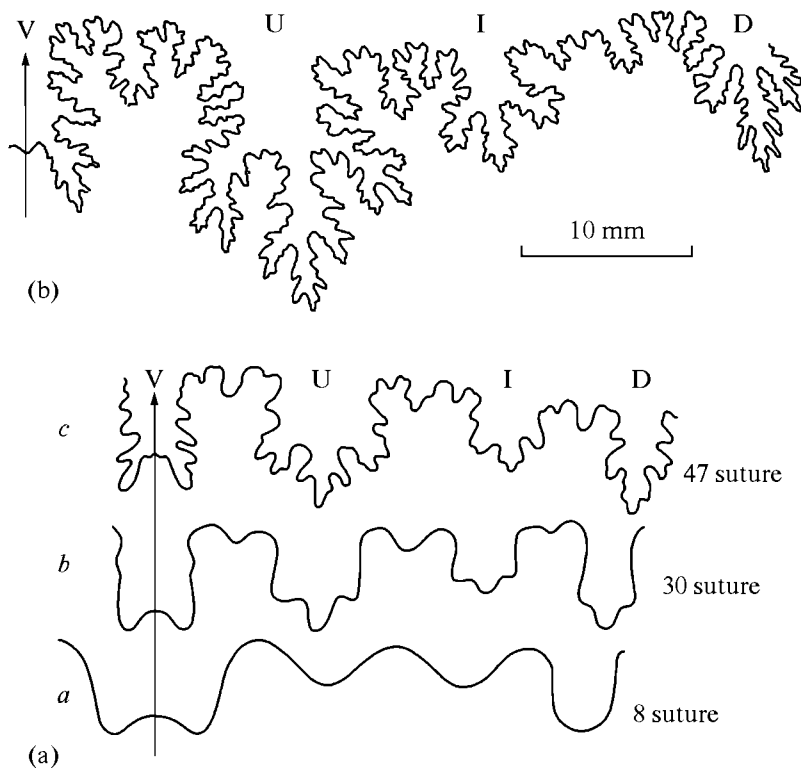 V U I D
10 mm
(b)
V U I D
c
47 suture
b
30 suture
a
8 suture
(a)